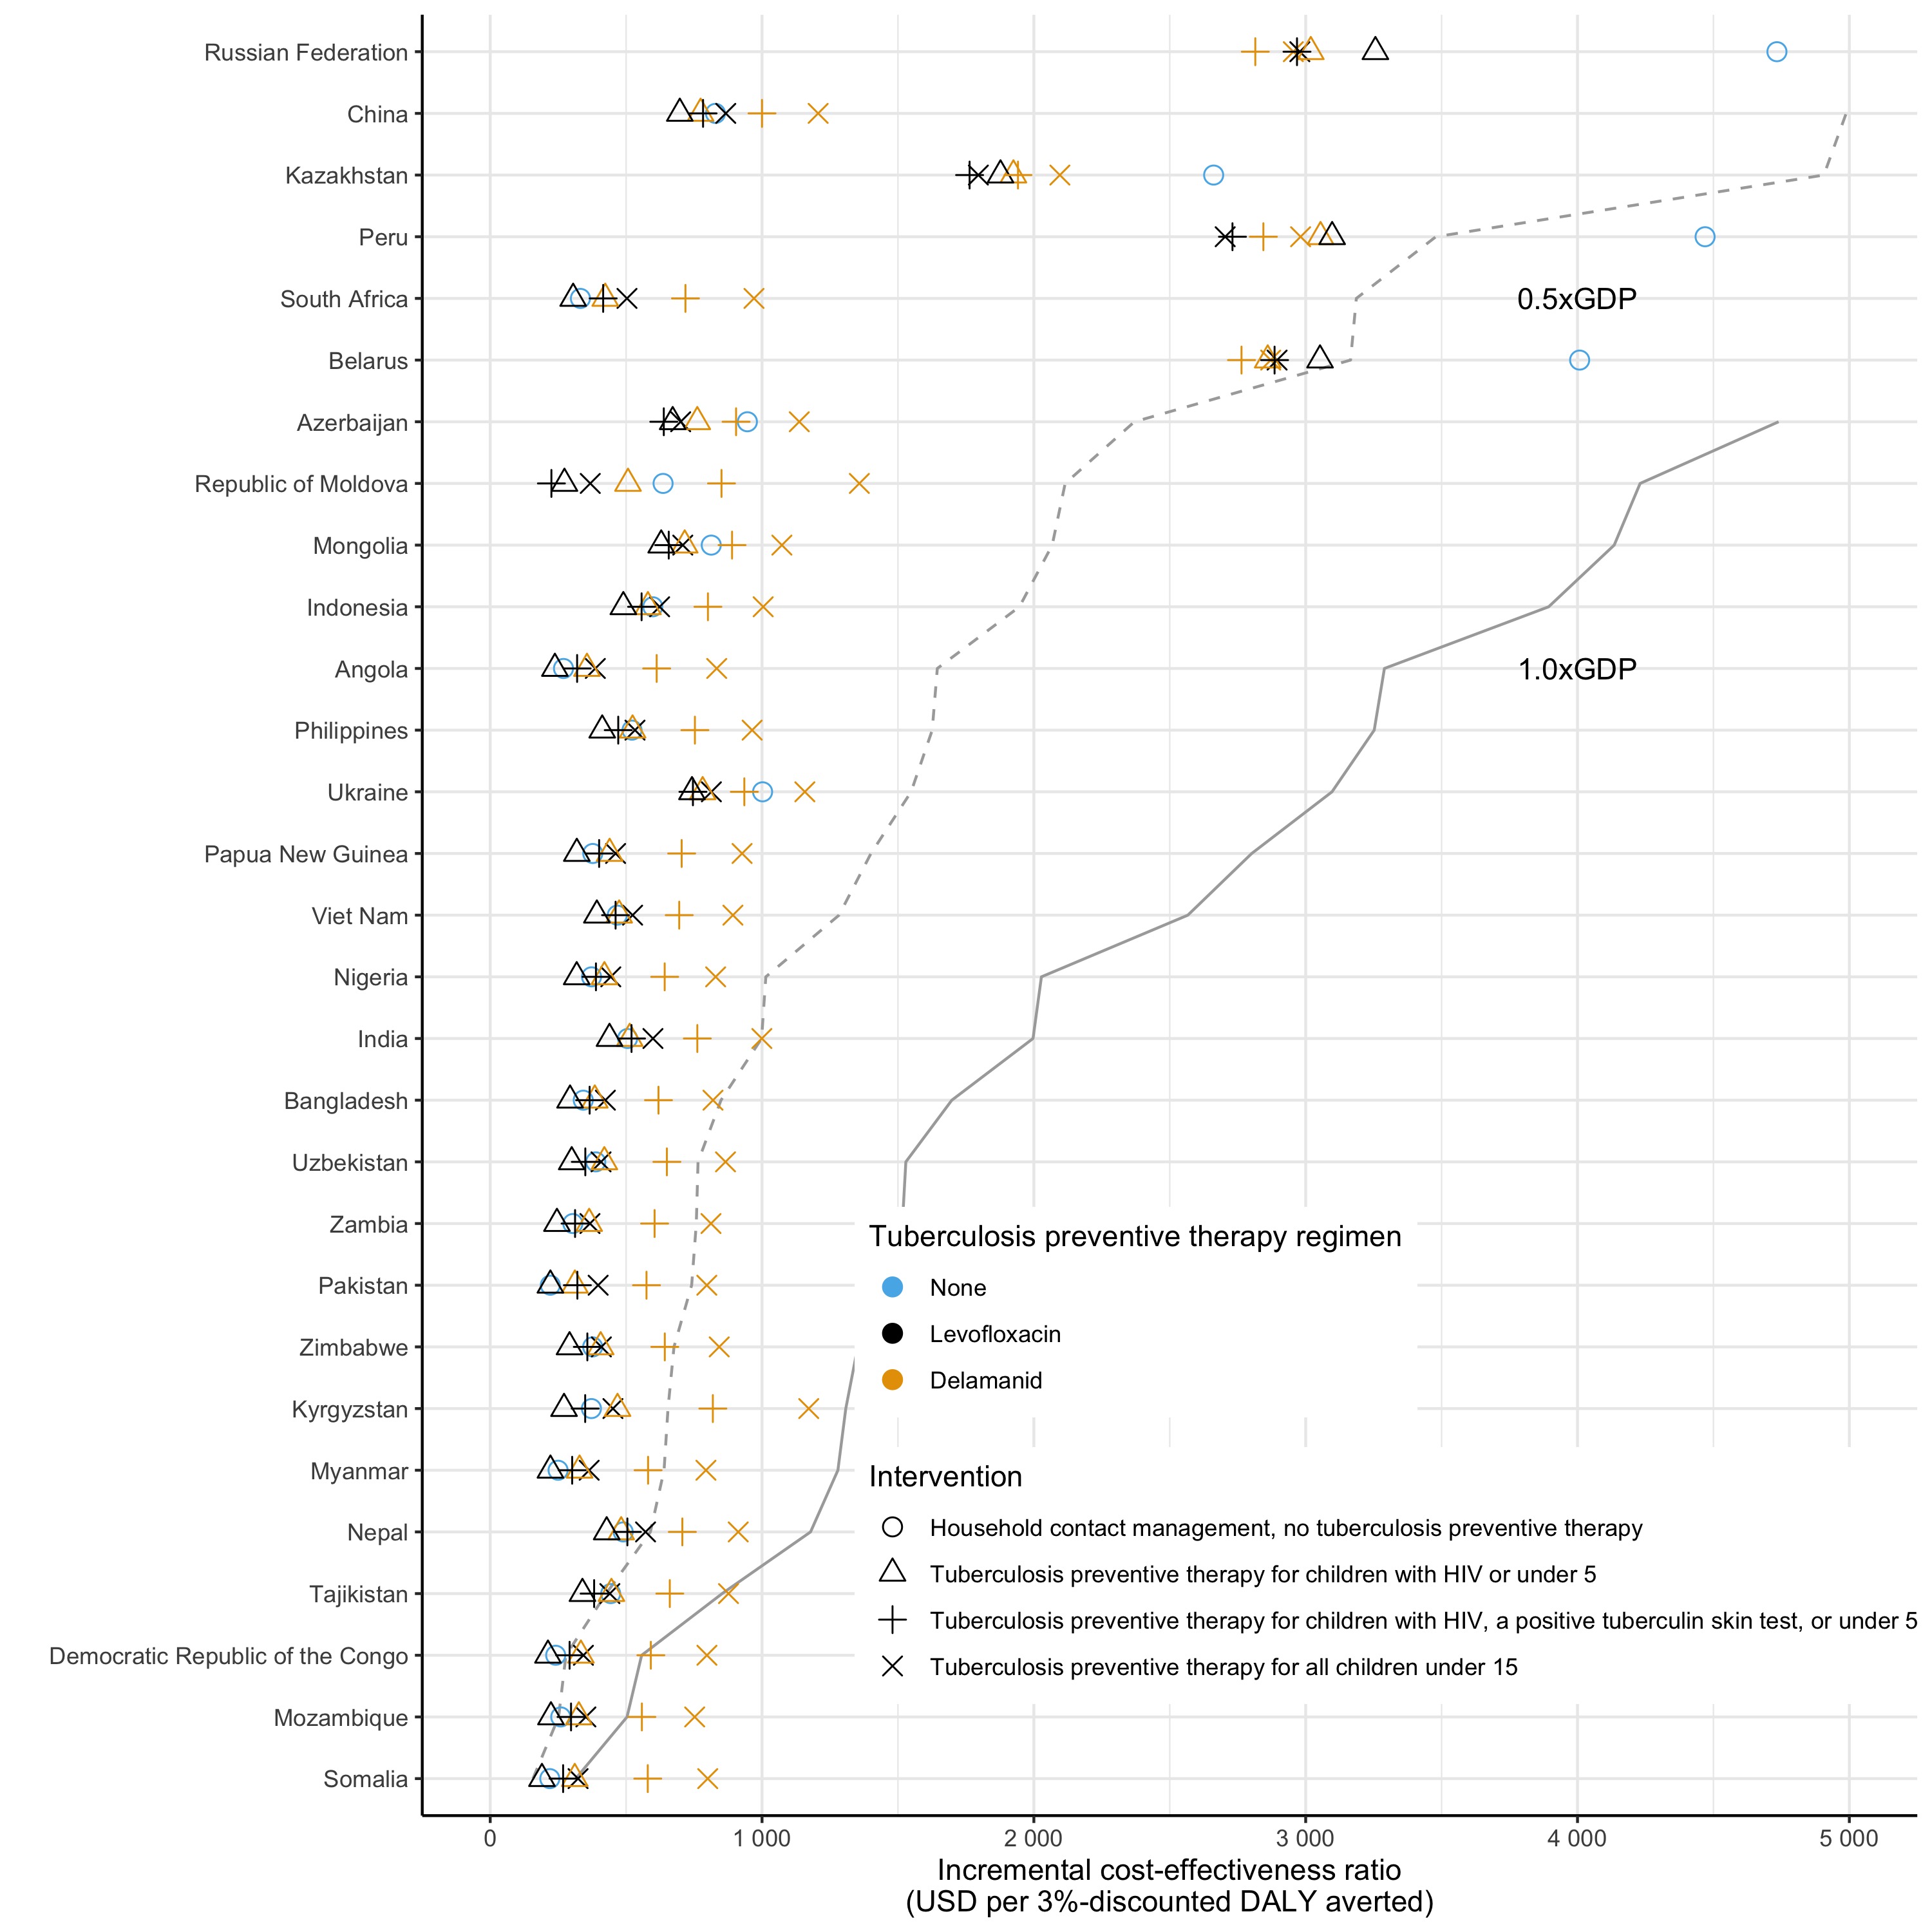 Russian Federation
China
Kazakhstan
Peru
South Africa
0.5xGDP
Belarus
Azerbaijan
Republic of Moldova
Mongolia
Indonesia
Angola
1.0xGDP
Philippines
Ukraine
Papua New Guinea
Viet Nam
Nigeria
India
Bangladesh
Uzbekistan
Zambia
Pakistan
Zimbabwe
Kyrgyzstan
Myanmar
Nepal
Tajikistan
Democratic Republic of the Congo
Mozambique
Somalia
Tuberculosis preventive therapy regimen
None
Levofloxacin
Delamanid
Intervention
Household contact management, no tuberculosis preventive therapy
Tuberculosis preventive therapy for children with HIV or under 5
Tuberculosis preventive therapy for children with HIV, a positive tuberculin skin test, or under 5
Tuberculosis preventive therapy for all children under 15
0 1 000 2 000 3 000 4 000 5 000
Incremental cost-effectiveness ratio
(USD per 3%-discounted DALY averted)